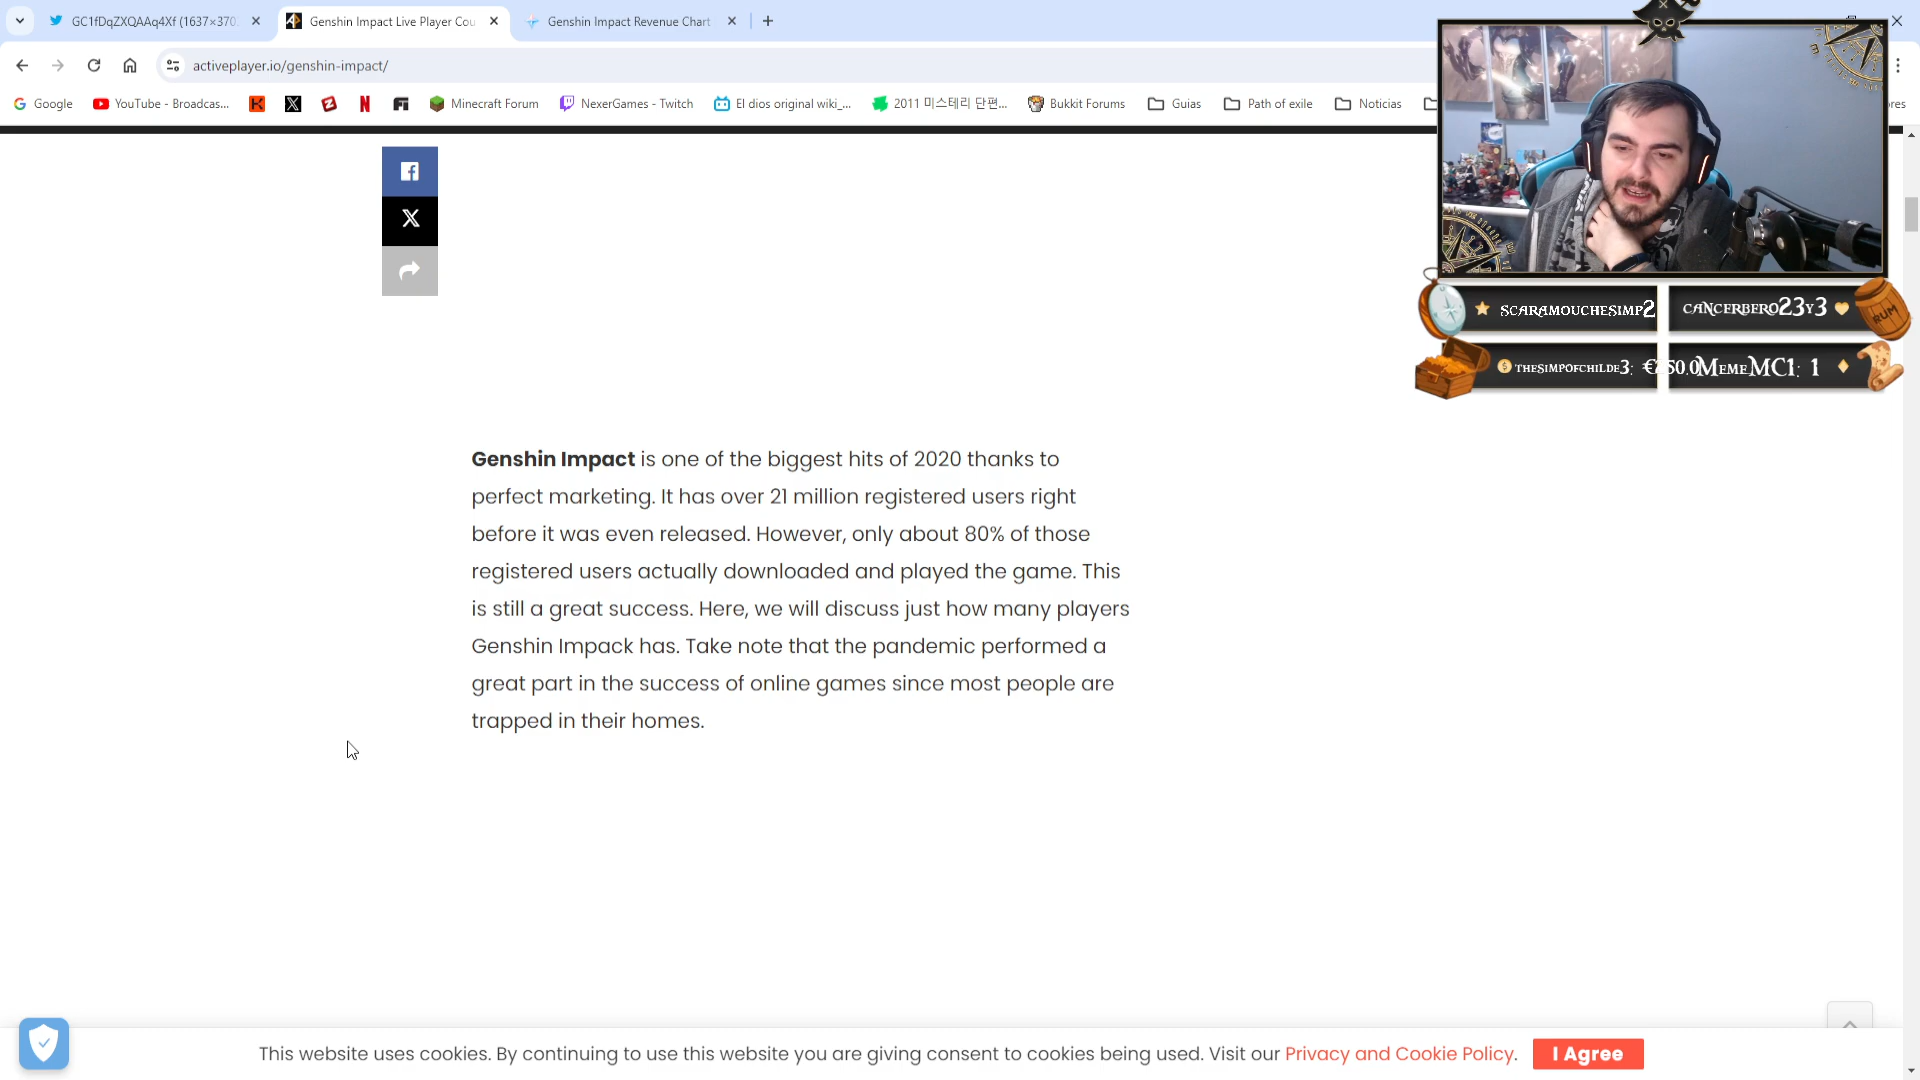 GC1fDqZXQAAq4Xf (1637×370
Genshin Impact Live Player Cou
Genshin Impact Revenue Chart
activeplayer.io/genshin-impact/
Google
YouTube - Broadcas...
Minecraft Forum
NexerGames - Twitch
El dios original wiki_...
2011 미스테리 단편...
Bukkit Forums
Guias
Path of exile
Noticias
res
SCARAMOUCHESIMP2
CANCERBERO23Y3
THESIMPOFCHILDE3:
MEMEMC1: 1
RUM
Genshin Impact is one of the biggest hits of 2020 thanks to
perfect marketing. It has over 21 million registered users right
before it was even released. However, only about 80% of those
registered users actually downloaded and played the game. This
is still a great success. Here, we will discuss just how many players
Genshin Impack has. Take note that the pandemic performed a
great part in the success of online games since most people are
trapped in their homes.
This website uses cookies. By continuing to use this website you are giving consent to cookies being used. Visit our Privacy and Cookie Policy.
I Agree